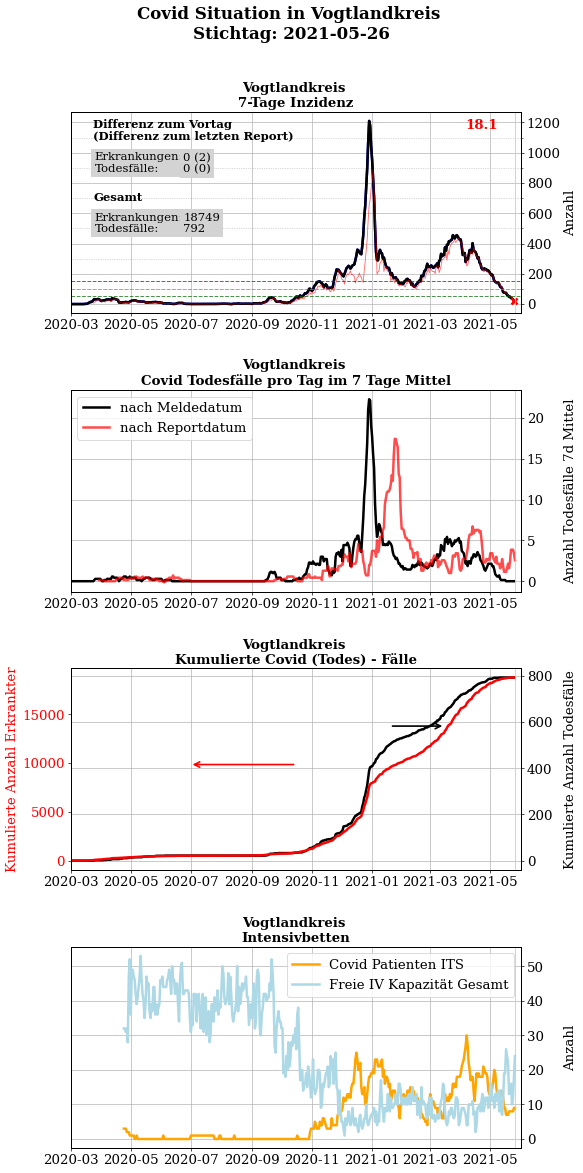 Covid Situation in Vogtlandkreis
Stichtag: 2021-05-26
Vogtlandkreis
7-Tage Inzidenz
Differenz zum Vortag
(Differenz zum letzten Report)
Erkrankungen 0 (2)
Todesfälle: 0 (0)
Gesamt
Erkrankungen 18749
Todesfälle: 792
18.1
1200
1000
800
600
400
200
0
Anzahl
2020-03 2020-05 2020-07 2020-09 2020-11 2021-01 2021-03 2021-05
Vogtlandkreis
Covid Todesfälle pro Tag im 7 Tage Mittel
nach Meldedatum
nach Reportdatum
20
15
10
5
0
Anzahl Todesfälle 7d Mittel
2020-03 2020-05 2020-07 2020-09 2020-11 2021-01 2021-03 2021-05
Vogtlandkreis
Kumulierte Covid (Todes) - Fälle
Kumulierte Anzahl Erkrankter
15000
10000
5000
0
800
600
400
200
0
Kumulierte Anzahl Todesfälle
2020-03 2020-05 2020-07 2020-09 2020-11 2021-01 2021-03 2021-05
Vogtlandkreis
Intensivbetten
Covid Patienten ITS
Freie IV Kapazität Gesamt
50
40
30
20
10
0
Anzahl
2020-03 2020-05 2020-07 2020-09 2020-11 2021-01 2021-03 2021-05